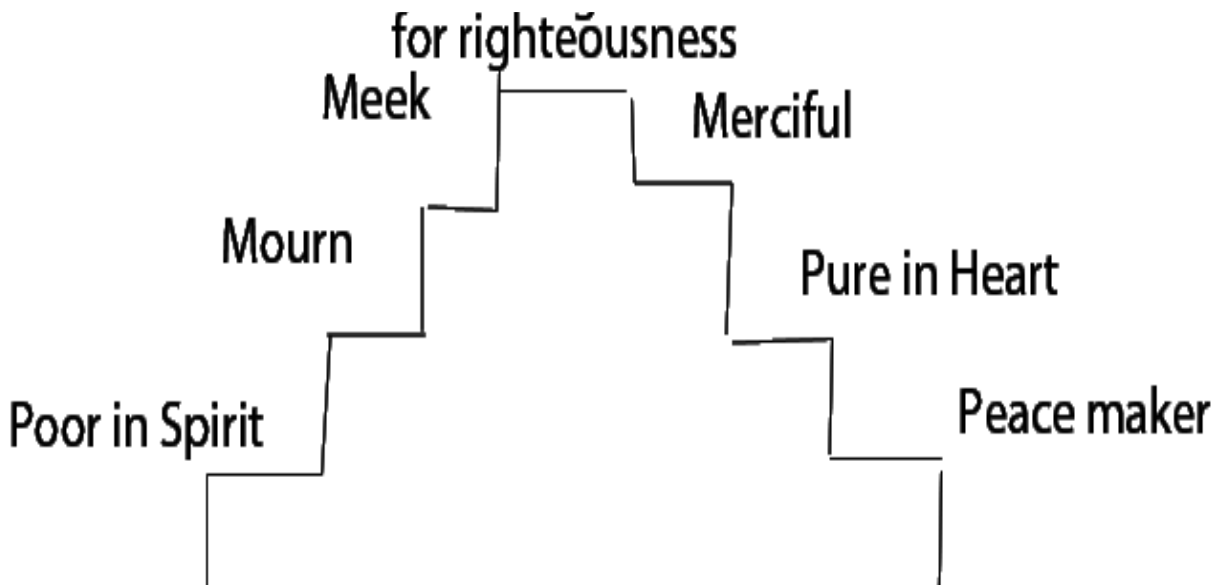 for righteousness
Meek
Merciful
Mourn
Pure in Heart
Poor in Spirit
Peace maker